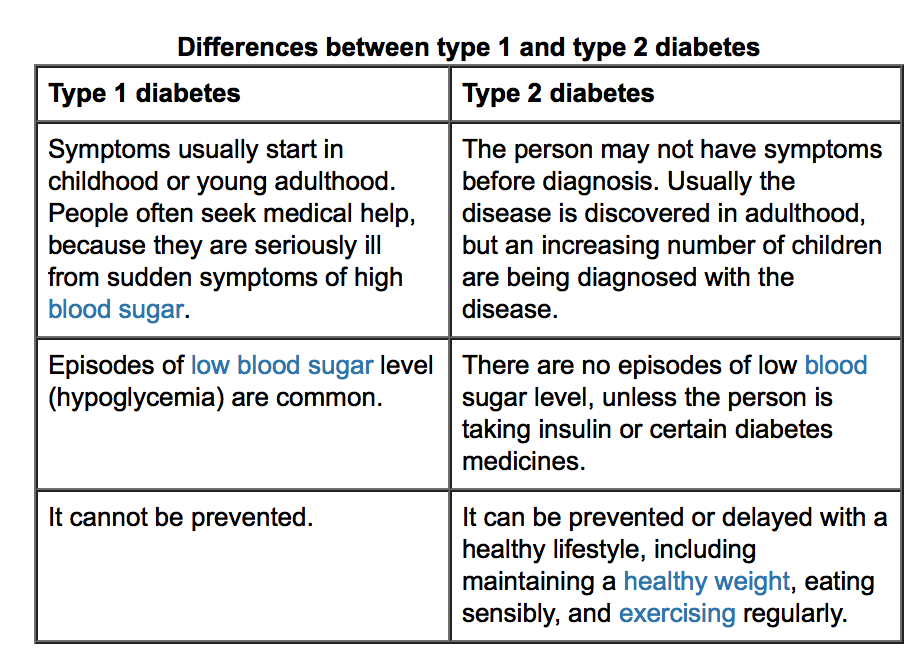 Differences between type 1 and type 2 diabetes
Type 1 diabetes
Type 2 diabetes
Symptoms usually start in
childhood or young adulthood.
People often seek medical help,
because they are seriously ill
from sudden symptoms of high
blood sugar.
The person may not have symptoms
before diagnosis. Usually the
disease is discovered in adulthood,
but an increasing number of children
are being diagnosed with the
disease.
Episodes of low blood sugar level
(hypoglycemia) are common.
There are no episodes of low blood
sugar level, unless the person is
taking insulin or certain diabetes
medicines.
It cannot be prevented.
It can be prevented or delayed with a
healthy lifestyle, including
maintaining a healthy weight, eating
sensibly, and exercising regularly.